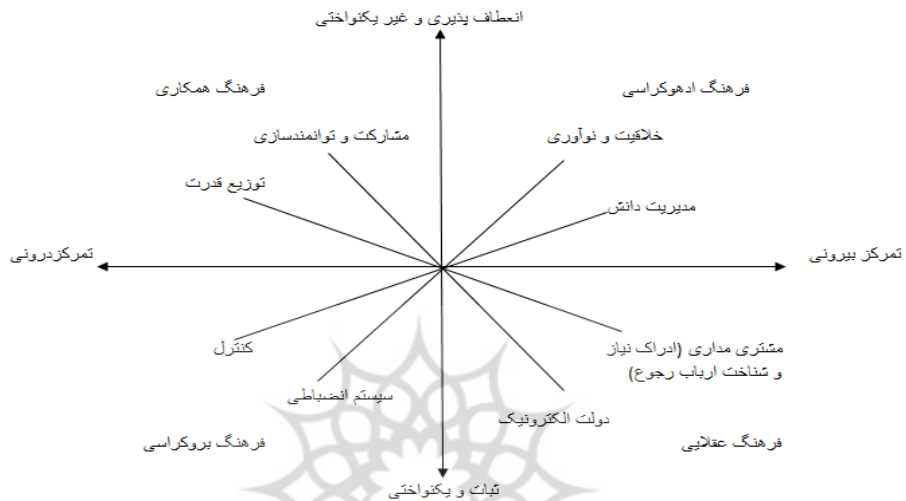 انعطاف پذیری و غیر یکنواختی
فرهنگ ادهوکراسی
فرهنگ همکاری
خلاقیت و نوآوری
مشارکت و توانمندسازی
توزیع قدرت
مدیریت دانش
تمرکز بیرونی
تمرکزدرونی
مشتری مداری (ادراک نیاز
و شناخت ارباب رجوع)
کنترل
سیستم انضباطی
دولت الکترونیک
فرهنگ عقلایی
فرهنگ بروکراسی
ثبات و یکنواختی